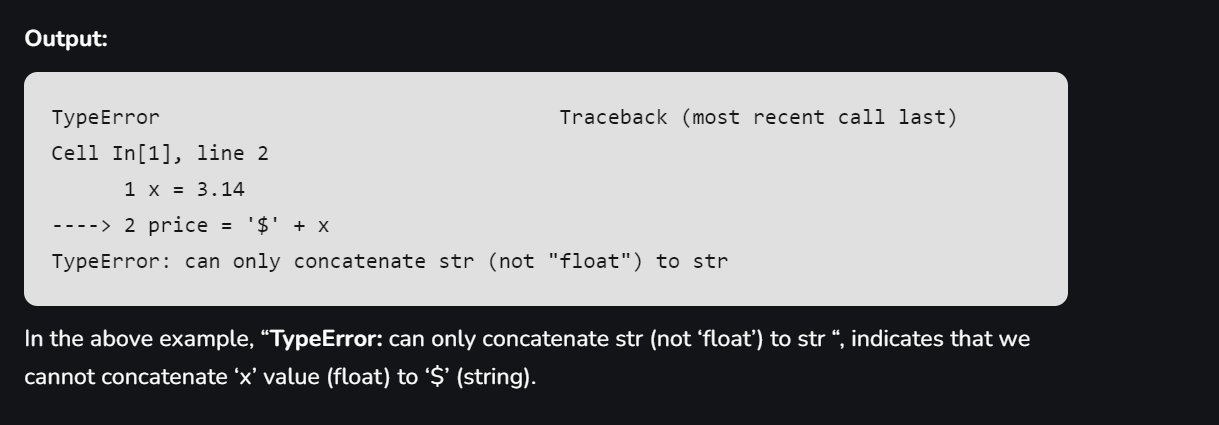 Output:
TypeError                                 Traceback (most recent call last)
Cell In[1], line 2
      1 x = 3.14
----> 2 price = '$' + x
TypeError: can only concatenate str (not "float") to str
In the above example, “TypeError: can only concatenate str (not ‘float’) to str “, indicates that we
cannot concatenate ‘x’ value (float) to ‘$’ (string).